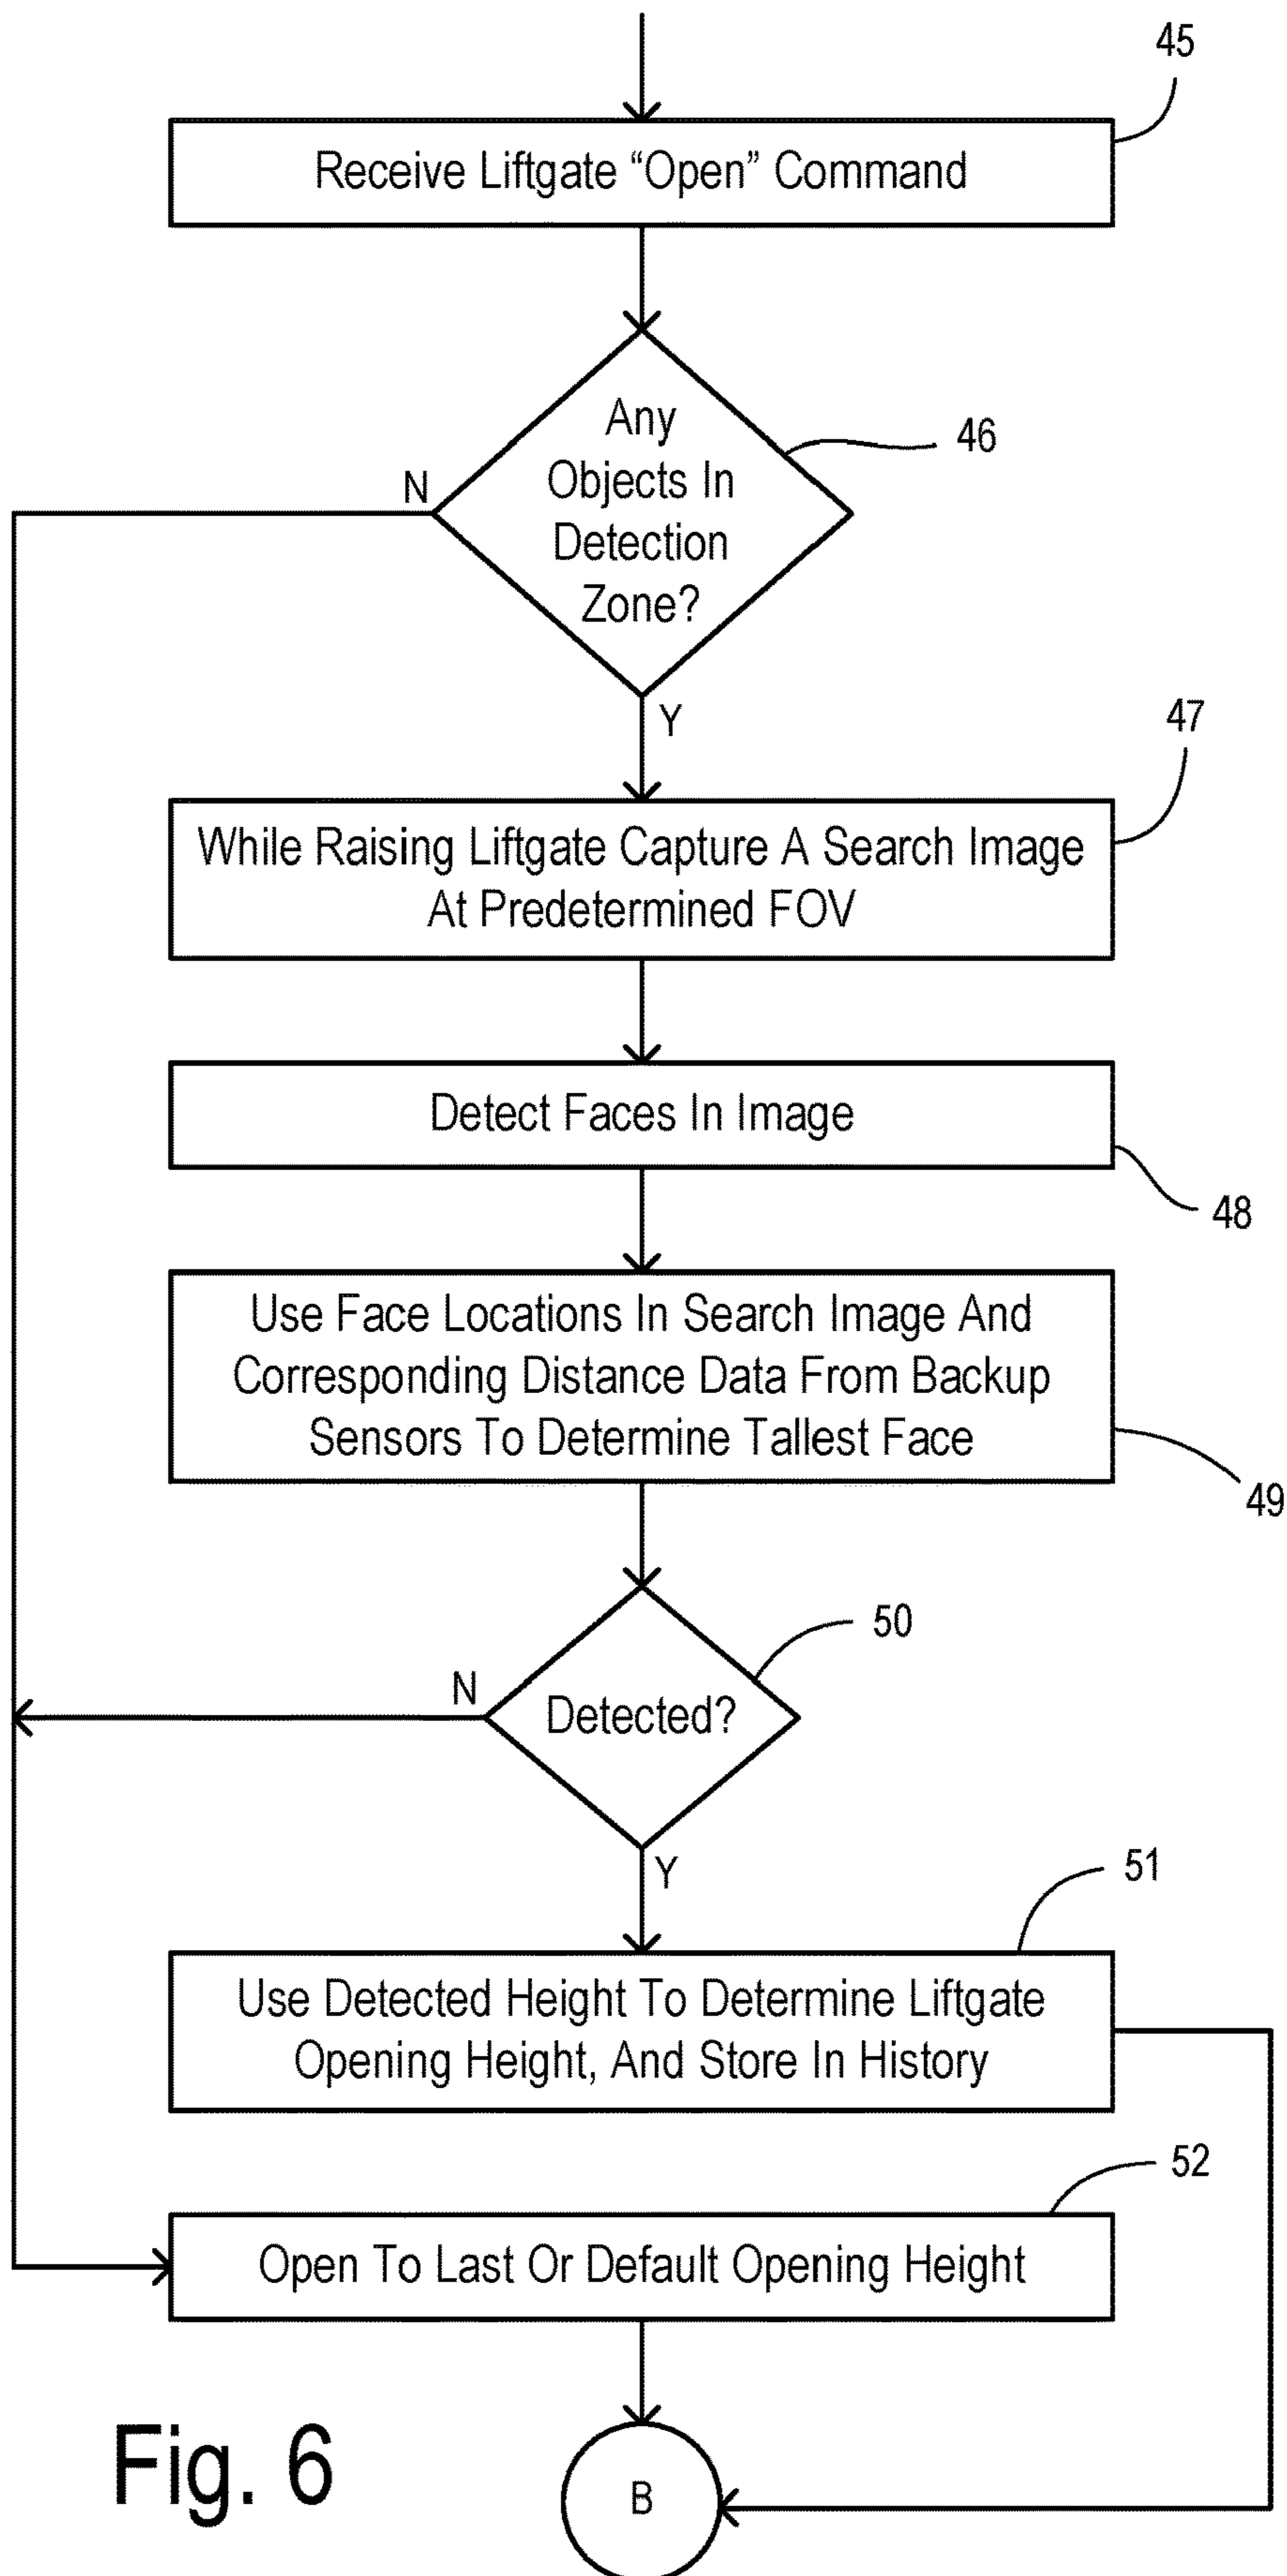 45
Receive Liftgate “Open” Command
Any
Objects In
Detection
Zone?
46
N
Y
47
While Raising Liftgate Capture A Search Image
At Predetermined FOV
Detect Faces In Image
48
Use Face Locations In Search Image And
Corresponding Distance Data From Backup
Sensors To Determine Tallest Face
49
50
N
Detected?
Y
51
Use Detected Height To Determine Liftgate
Opening Height, And Store In History
52
Open To Last Or Default Opening Height
Fig. 6
B